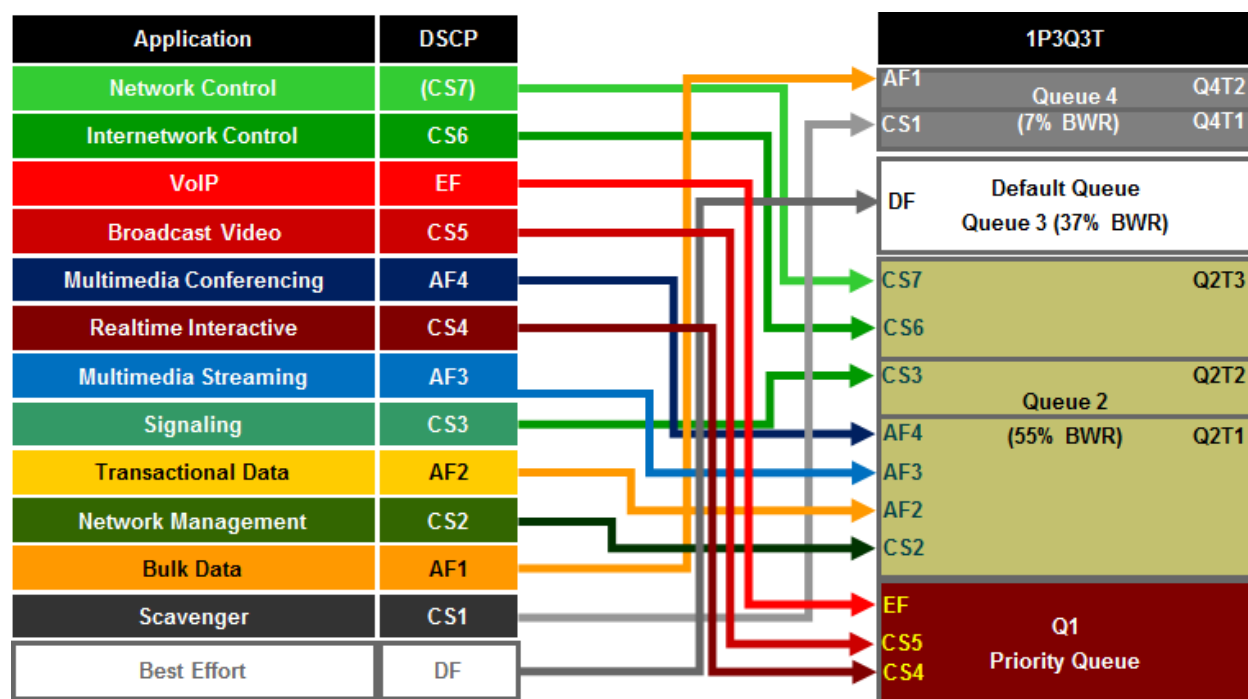 Application DSCP
Network Control (CS7)
Internetwork Control CS6
VoIP EF
Broadcast Video CS5
Multimedia Conferencing AF4
Realtime Interactive CS4
Multimedia Streaming AF3
Signaling CS3
Transactional Data AF2
Network Management CS2
Bulk Data AF1
Scavenger CS1
Best Effort DF
1P3Q3T
AF1 Queue 4 Q4T2
CS1 (7% BWR) Q4T1
DF Default Queue
Queue 3 (37% BWR)
CS7 Q2T3
CS6
CS3 Q2T2
Queue 2
AF4 (55% BWR) Q2T1
AF3
AF2
CS2
EF
Q1
CS5
Priority Queue
CS4